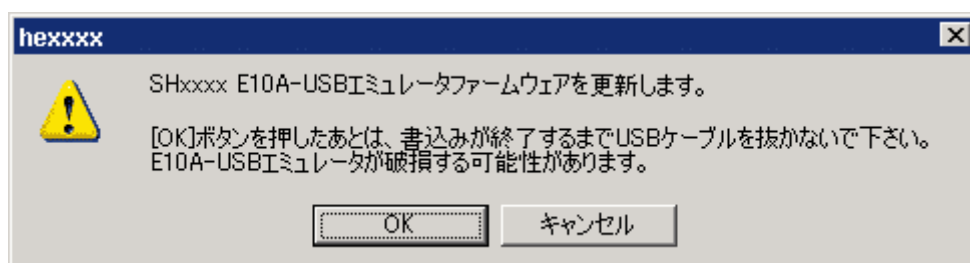 hexxxx
SHxxxx E10A-USBエミュレータファームウェアを更新します。
[OK]ボタンを押したあとは、書込みが終了するまでUSBケーブルを抜かないで下さい。
E10A-USBエミュレータが破損する可能性があります。
OK
キャンセル